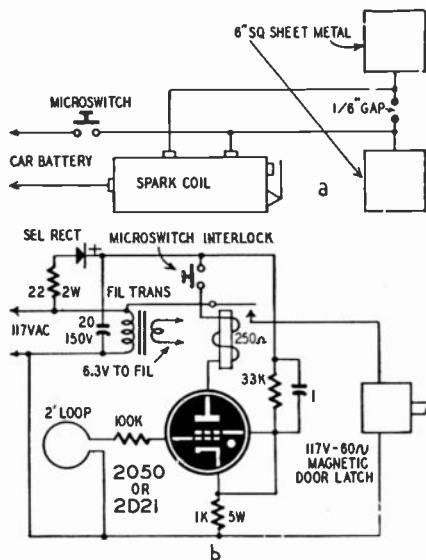 6" SQ SHEET METAL
MICROSWITCH
1/6" GAP
CAR BATTERY
SPARK COIL
a
SEL RECT
+
MICROSWITCH INTERLOCK
22
2W
FIL TRANS
117VAC
20
150V
250Ω
6.3V TO FIL
33K
1
2' LOOP
100K
117V-60∿
MAGNETIC
DOOR LATCH
2050
OR
2D21
1K
5W
b